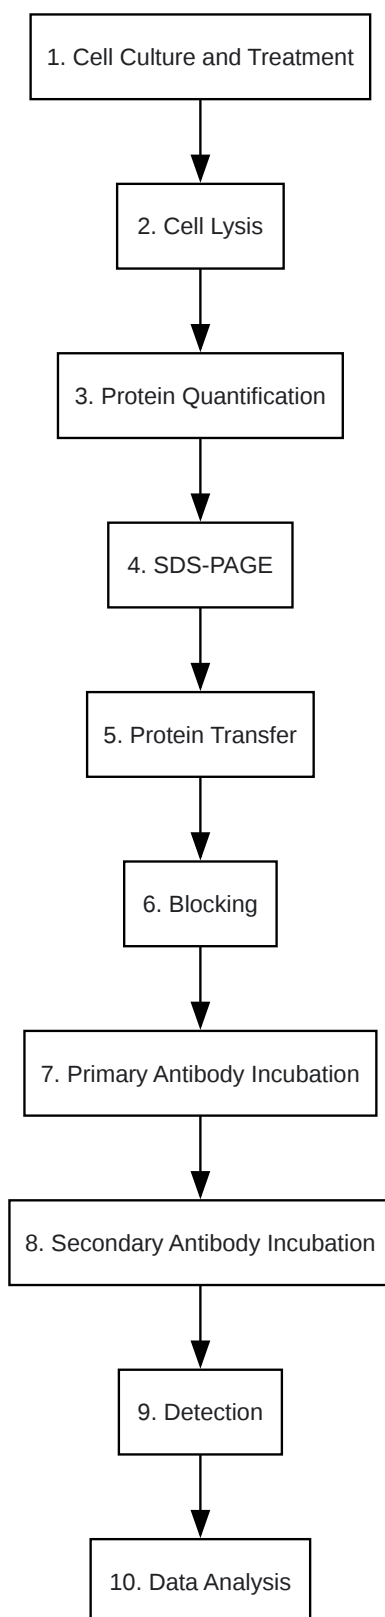 1. Cell Culture and Treatment
2. Cell Lysis
3. Protein Quantification
4. SDS-PAGE
5. Protein Transfer
6. Blocking
7. Primary Antibody Incubation
8. Secondary Antibody Incubation
9. Detection
10. Data Analysis